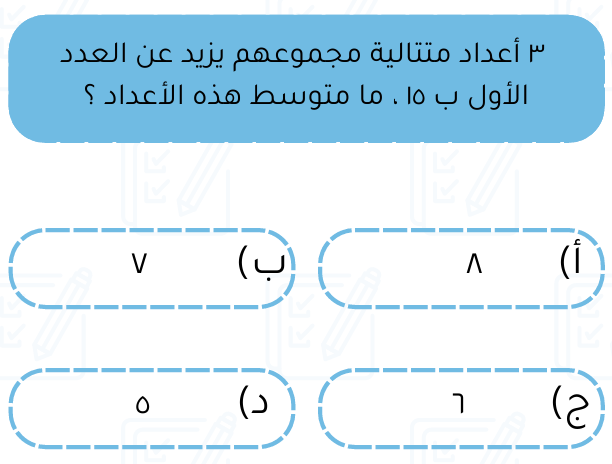 ٣ أعداد متتالية مجموعهم يزيد عن العدد
الأول ب ١٥ ، ما متوسط هذه الأعداد ؟
أ) ٨
ب) ٧
ج) ٦
د) ٥